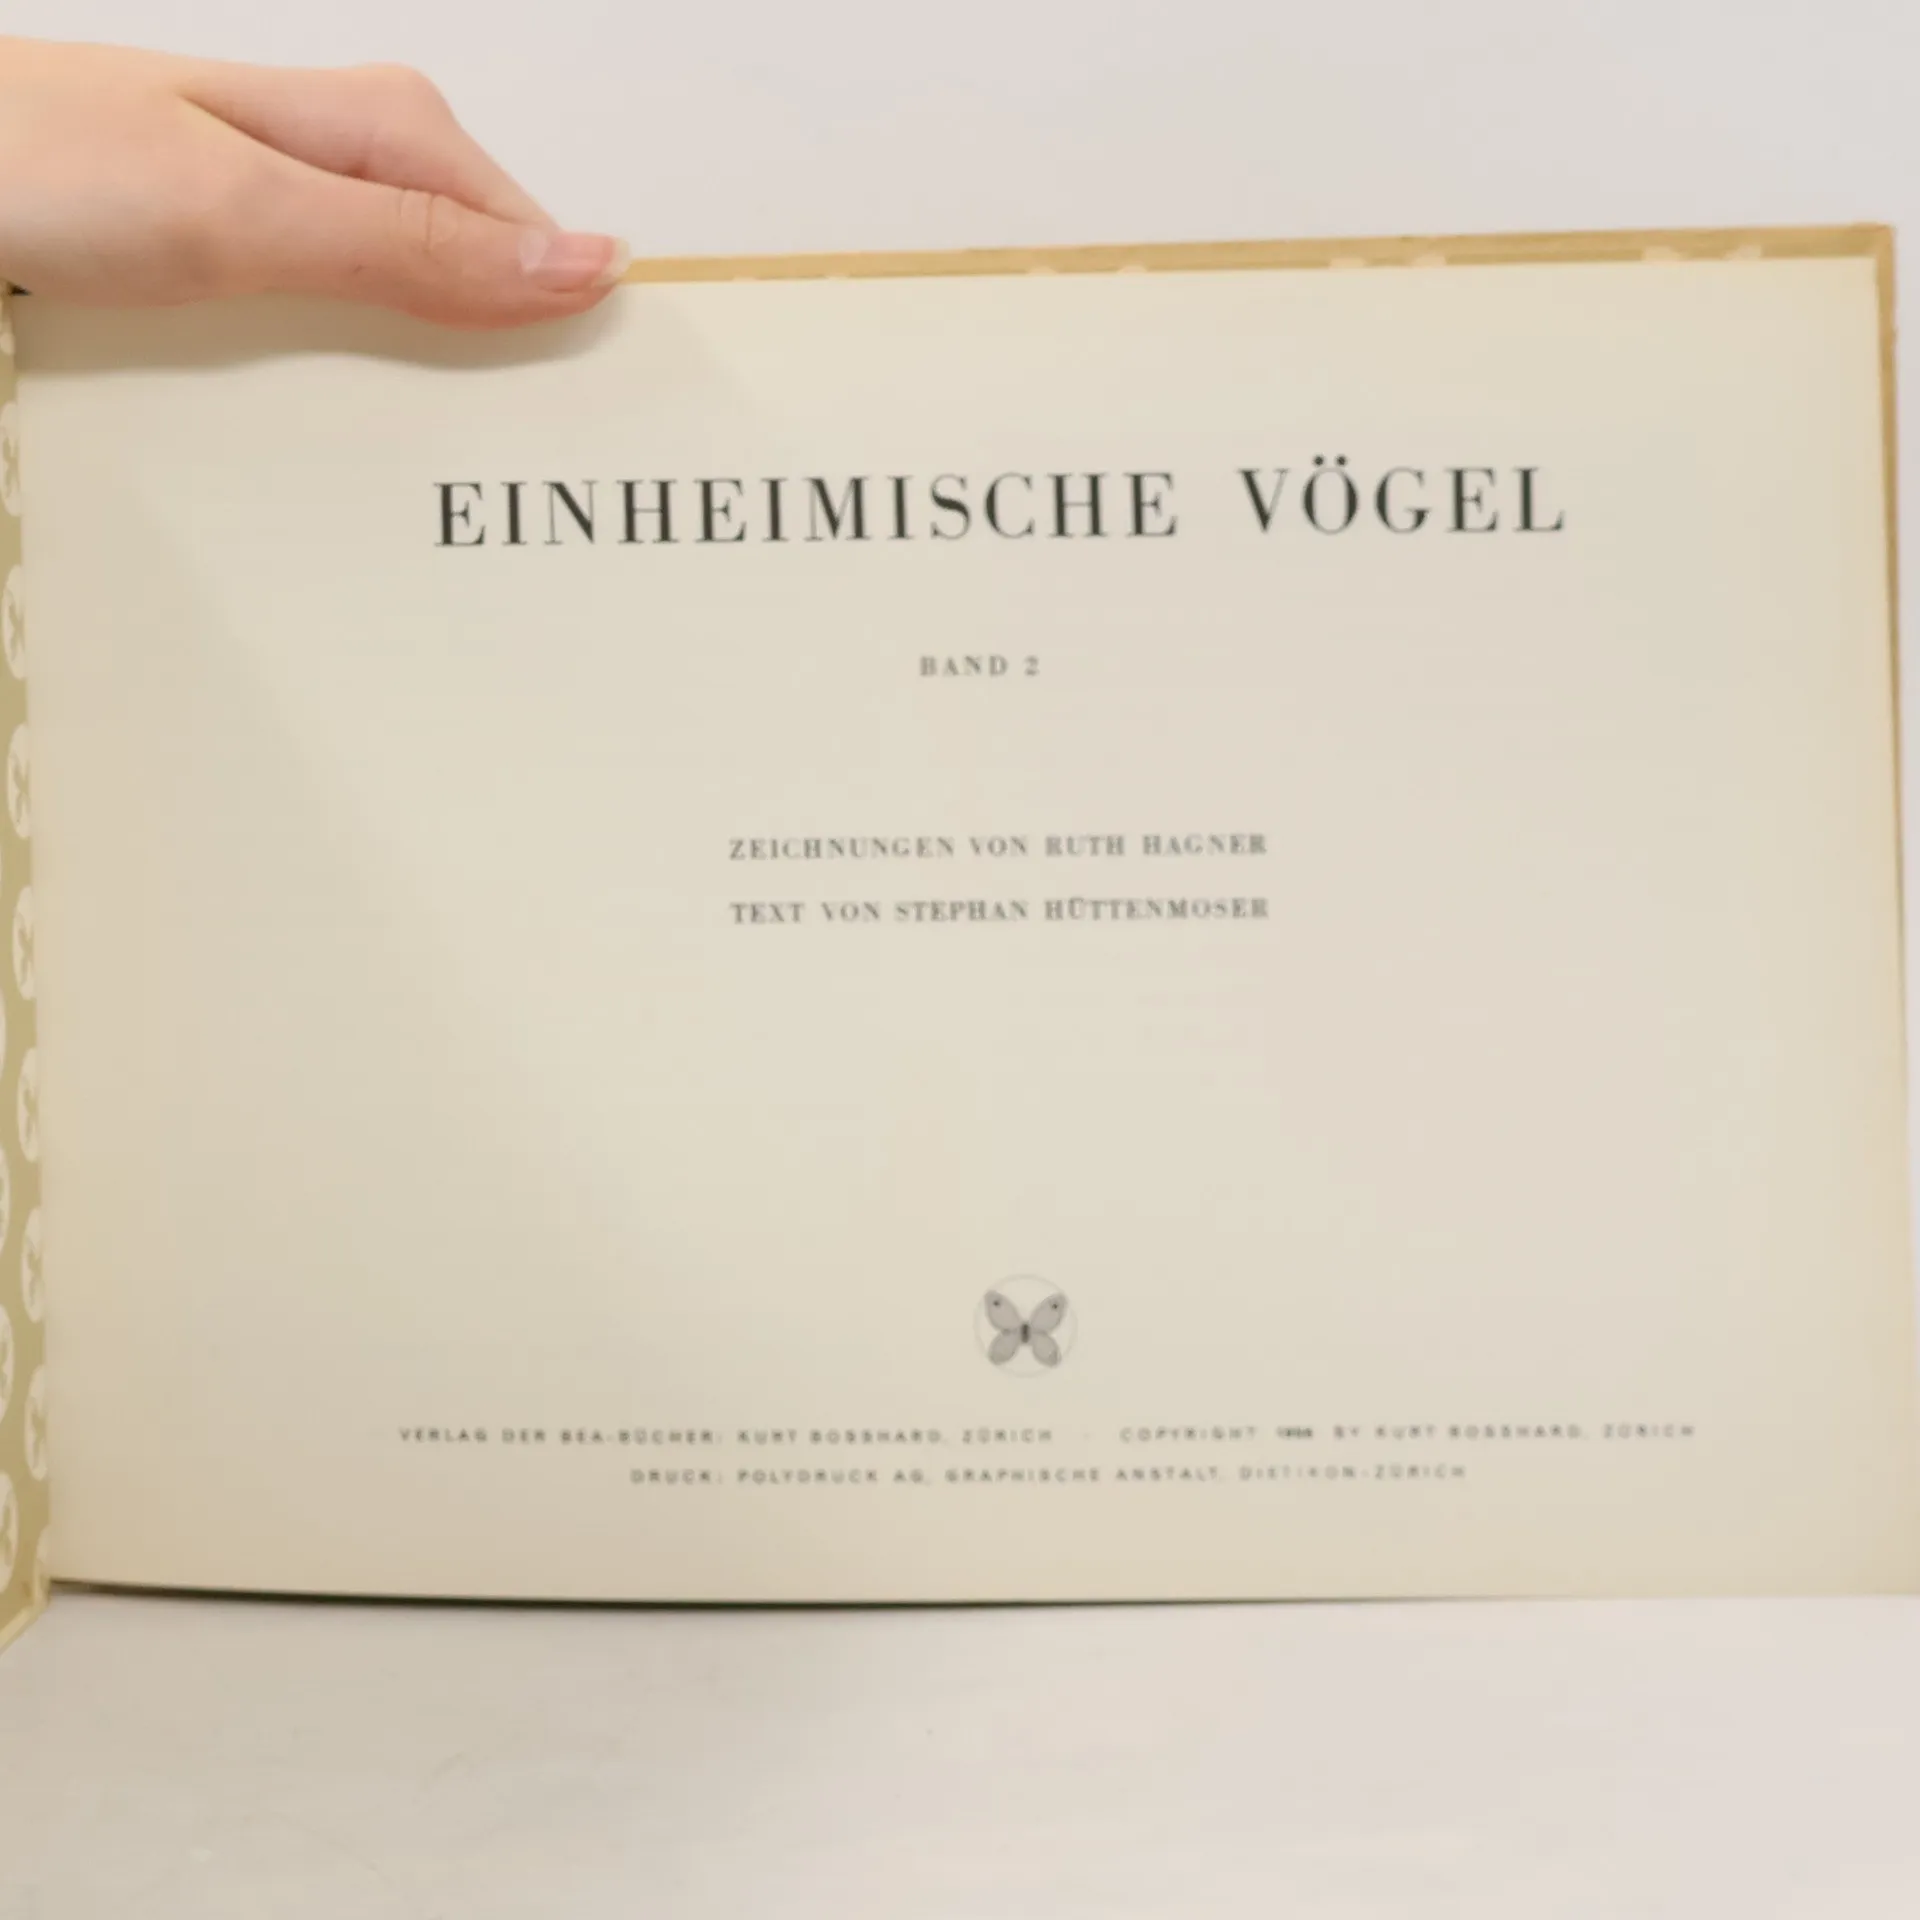 EINHEIMISCHE VÖGEL
BAND 2
ZEICHNUNGEN VON RUTH HAGNER
TEXT VON STEPHAN HÜTTENMOSER
VERLAG DER BEA-BÜCHER: KURT BOSSHARD, ZÜRICH · COPYRIGHT BY KURT BOSSHARD, ZÜRICH
DRUCK: POLYDRUCK AG, GRAPHISCHE ANSTALT, DIETIKON-ZÜRICH